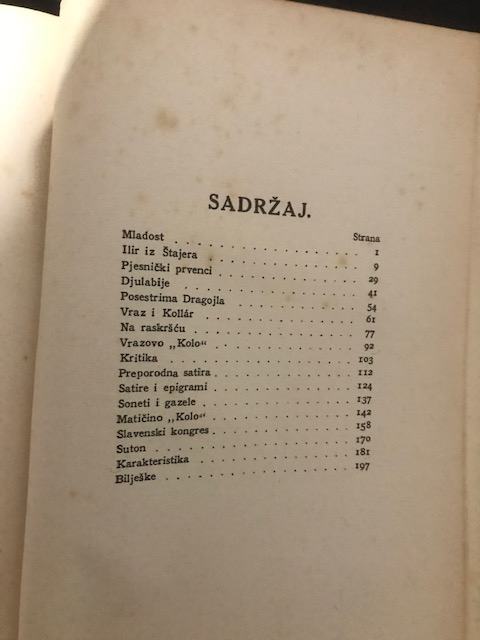 SADRŽAJ.
Strana
Mladost . . . . . . . . . . . . . . . 1
Ilir iz Štajera . . . . . . . . . . . . 9
Pjesnički prvenci . . . . . . . . . . . 29
Djulabije . . . . . . . . . . . . . . 41
Posestrima Dragojla . . . . . . . . . . 54
Vraz i Kollár . . . . . . . . . . . . 61
Na raskršću . . . . . . . . . . . . . 77
Vrazovo „Kolo“ . . . . . . . . . . . . 92
Kritika . . . . . . . . . . . . . . . 103
Preporodna satira . . . . . . . . . . . 112
Satire i epigrami . . . . . . . . . . . 124
Soneti i gazele . . . . . . . . . . . . 137
Matičino „Kolo“ . . . . . . . . . . . . 142
Slavenski kongres . . . . . . . . . . . 158
Suton . . . . . . . . . . . . . . . 170
Karakteristika . . . . . . . . . . . . 181
Bilješke . . . . . . . . . . . . . . 197